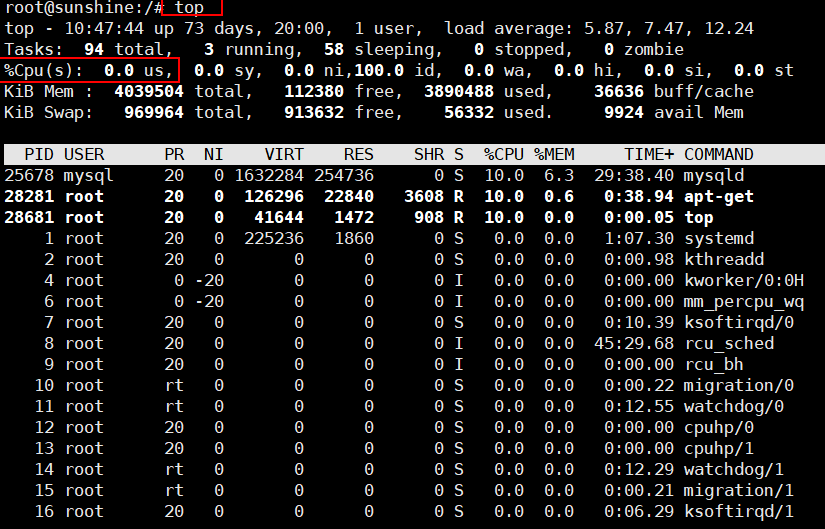 root@sunshine:/# top
top - 10:47:44 up 73 days, 20:00,  1 user,  load average: 5.87, 7.47, 12.24
Tasks:  94 total,   3 running,  58 sleeping,   0 stopped,   0 zombie
%Cpu(s):  0.0 us,  0.0 sy,  0.0 ni,100.0 id,  0.0 wa,  0.0 hi,  0.0 si,  0.0 st
KiB Mem :  4039504 total,   112380 free,  3890488 used,    36636 buff/cache
KiB Swap:   969964 total,   913632 free,    56332 used.     9924 avail Mem
  PID USER      PR  NI    VIRT    RES    SHR S  %CPU %MEM     TIME+ COMMAND
25678 mysql     20   0 1632284 254736      0 S  10.0  6.3  29:38.40 mysqld
28281 root      20   0  126296  22840   3608 R  10.0  0.6   0:38.94 apt-get
28681 root      20   0   41644   1472    908 R  10.0  0.0   0:00.05 top
    1 root      20   0  225236   1860      0 S   0.0  0.0   1:07.30 systemd
    2 root      20   0       0      0      0 S   0.0  0.0   0:00.98 kthreadd
    4 root       0 -20       0      0      0 I   0.0  0.0   0:00.00 kworker/0:0H
    6 root       0 -20       0      0      0 I   0.0  0.0   0:00.00 mm_percpu_wq
    7 root      20   0       0      0      0 S   0.0  0.0   0:10.39 ksoftirqd/0
    8 root      20   0       0      0      0 I   0.0  0.0  45:29.68 rcu_sched
    9 root      20   0       0      0      0 I   0.0  0.0   0:00.00 rcu_bh
   10 root      rt   0       0      0      0 S   0.0  0.0   0:00.22 migration/0
   11 root      rt   0       0      0      0 S   0.0  0.0   0:12.55 watchdog/0
   12 root      20   0       0      0      0 S   0.0  0.0   0:00.00 cpuhp/0
   13 root      20   0       0      0      0 S   0.0  0.0   0:00.00 cpuhp/1
   14 root      rt   0       0      0      0 S   0.0  0.0   0:12.29 watchdog/1
   15 root      rt   0       0      0      0 S   0.0  0.0   0:00.21 migration/1
   16 root      20   0       0      0      0 S   0.0  0.0   0:06.29 ksoftirqd/1